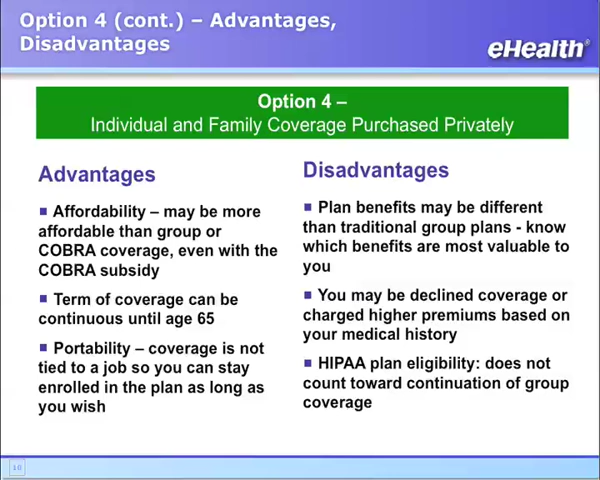 Option 4 (cont.) – Advantages,
Disadvantages
eHealth®
Option 4 –
Individual and Family Coverage Purchased Privately
Advantages
■ Affordability – may be more
affordable than group or
COBRA coverage, even with the
COBRA subsidy
■ Term of coverage can be
continuous until age 65
■ Portability – coverage is not
tied to a job so you can stay
enrolled in the plan as long as
you wish
Disadvantages
■ Plan benefits may be different
than traditional group plans - know
which benefits are most valuable to
you
■ You may be declined coverage or
charged higher premiums based on
your medical history
■ HIPAA plan eligibility: does not
count toward continuation of group
coverage